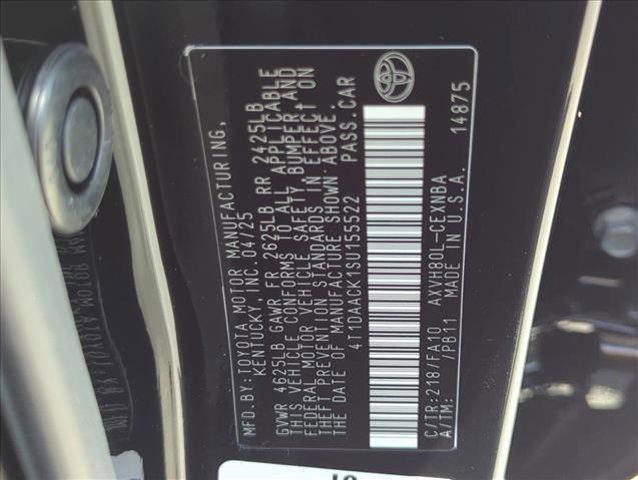 MFD. BY: TOYOTA MOTOR MANUFACTURING,
KENTUCKY, INC. 04/25
GVWR 4625LB GAWR FR 2625LB RR 2425LB
THIS VEHICLE CONFORMS TO ALL APPLICABLE
FEDERAL MOTOR VEHICLE SAFETY, BUMPER AND
THEFT PREVENTION STANDARDS IN EFFECT ON
THE DATE OF MANUFACTURE SHOWN ABOVE.
4T1DAACK1SU155522 PASS.CAR
C/TR:218/FA10 AXVH80L-CEXNBA
A/TM: /PB11 MADE IN U.S.A. 14875